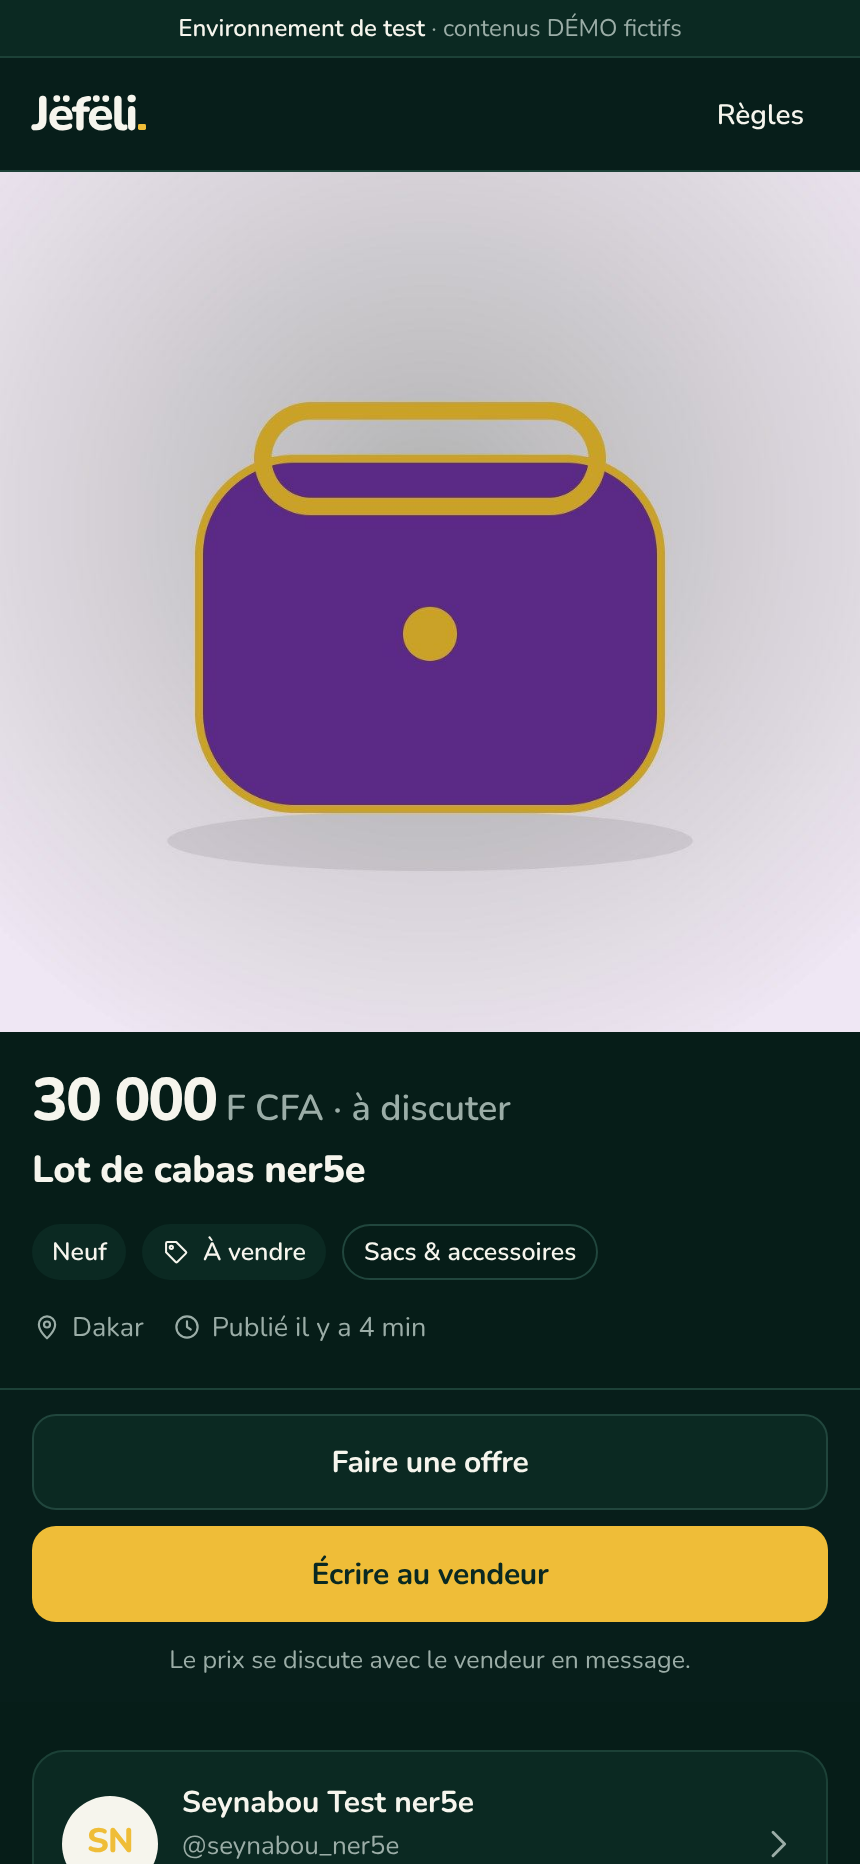 Environnement de test · contenus DÉMO fictifs
Jëfëli.
Règles
30 000 F CFA · à discuter
Lot de cabas ner5e
Neuf
À vendre
Sacs & accessoires
Dakar
Publié il y a 4 min
Faire une offre
Écrire au vendeur
Le prix se discute avec le vendeur en message.
SN
Seynabou Test ner5e
@seynabou_ner5e